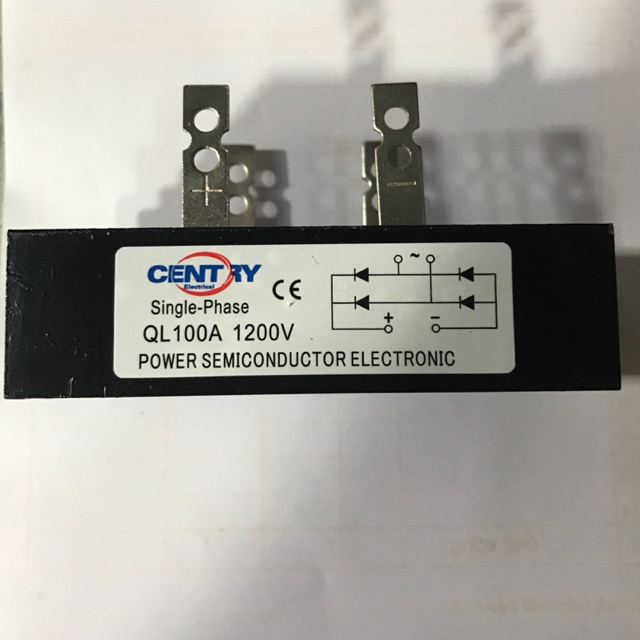 + −
CENTRY
Electrical
CE
Single-Phase
QL100A 1200V
~
+ −
POWER SEMICONDUCTOR ELECTRONIC